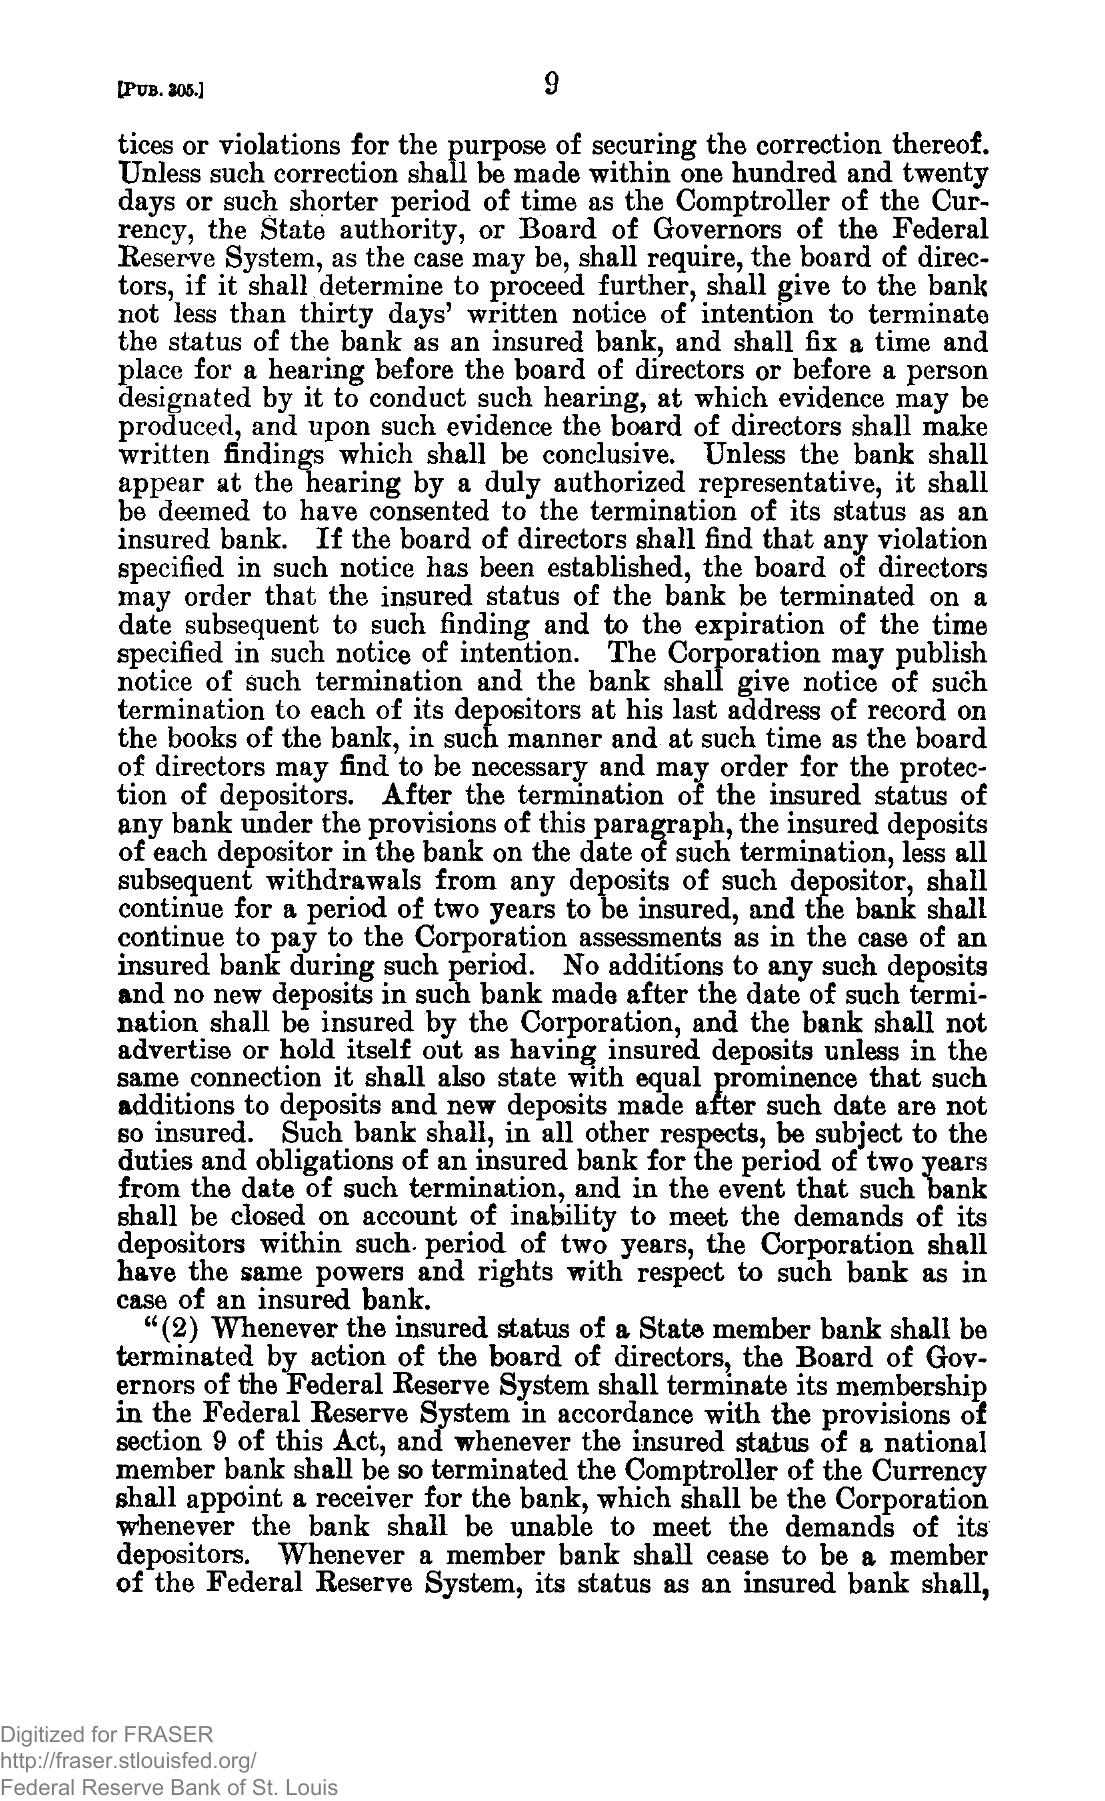 [PUB. 305.]
9
tices or violations for the purpose of securing the correction thereof.
Unless such correction shall be made within one hundred and twenty
days or such shorter period of time as the Comptroller of the Cur-
rency, the State authority, or Board of Governors of the Federal
Reserve System, as the case may be, shall require, the board of direc-
tors, if it shall determine to proceed further, shall give to the bank
not less than thirty days' written notice of intention to terminate
the status of the bank as an insured bank, and shall fix a time and
place for a hearing before the board of directors or before a person
designated by it to conduct such hearing, at which evidence may be
produced, and upon such evidence the board of directors shall make
written findings which shall be conclusive. Unless the bank shall
appear at the hearing by a duly authorized representative, it shall
be deemed to have consented to the termination of its status as an
insured bank. If the board of directors shall find that any violation
specified in such notice has been established, the board of directors
may order that the insured status of the bank be terminated on a
date subsequent to such finding and to the expiration of the time
specified in such notice of intention. The Corporation may publish
notice of such termination and the bank shall give notice of such
termination to each of its depositors at his last address of record on
the books of the bank, in such manner and at such time as the board
of directors may find to be necessary and may order for the protec-
tion of depositors. After the termination of the insured status of
any bank under the provisions of this paragraph, the insured deposits
of each depositor in the bank on the date of such termination, less all
subsequent withdrawals from any deposits of such depositor, shall
continue for a period of two years to be insured, and the bank shall
continue to pay to the Corporation assessments as in the case of an
insured bank during such period. No additions to any such deposits
and no new deposits in such bank made after the date of such termi-
nation shall be insured by the Corporation, and the bank shall not
advertise or hold itself out as having insured deposits unless in the
same connection it shall also state with equal prominence that such
additions to deposits and new deposits made after such date are not
so insured. Such bank shall, in all other respects, be subject to the
duties and obligations of an insured bank for the period of two years
from the date of such termination, and in the event that such bank
shall be closed on account of inability to meet the demands of its
depositors within such period of two years, the Corporation shall
have the same powers and rights with respect to such bank as in
case of an insured bank.
"(2) Whenever the insured status of a State member bank shall be
terminated by action of the board of directors, the Board of Gov-
ernors of the Federal Reserve System shall terminate its membership
in the Federal Reserve System in accordance with the provisions of
section 9 of this Act, and whenever the insured status of a national
member bank shall be so terminated the Comptroller of the Currency
shall appoint a receiver for the bank, which shall be the Corporation
whenever the bank shall be unable to meet the demands of its
depositors. Whenever a member bank shall cease to be a member
of the Federal Reserve System, its status as an insured bank shall,
Digitized for FRASER
http://fraser.stlouisfed.org/
Federal Reserve Bank of St. Louis